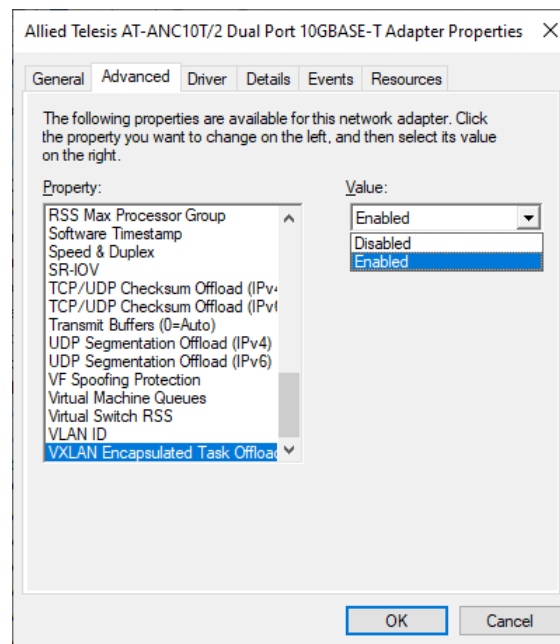 Allied Telesis AT-ANC10T/2 Dual Port 10GBASE-T Adapter Properties
General Advanced Driver Details Events Resources
The following properties are available for this network adapter. Click
the property you want to change on the left, and then select its value
on the right.
Property:
RSS Max Processor Group
Software Timestamp
Speed & Duplex
SR-IOV
TCP/UDP Checksum Offload (IPv4
TCP/UDP Checksum Offload (IPv6
Transmit Buffers (0=Auto)
UDP Segmentation Offload (IPv4)
UDP Segmentation Offload (IPv6)
VF Spoofing Protection
Virtual Machine Queues
Virtual Switch RSS
VLAN ID
VXLAN Encapsulated Task Offload
Value:
Enabled
Disabled
Enabled
OK
Cancel